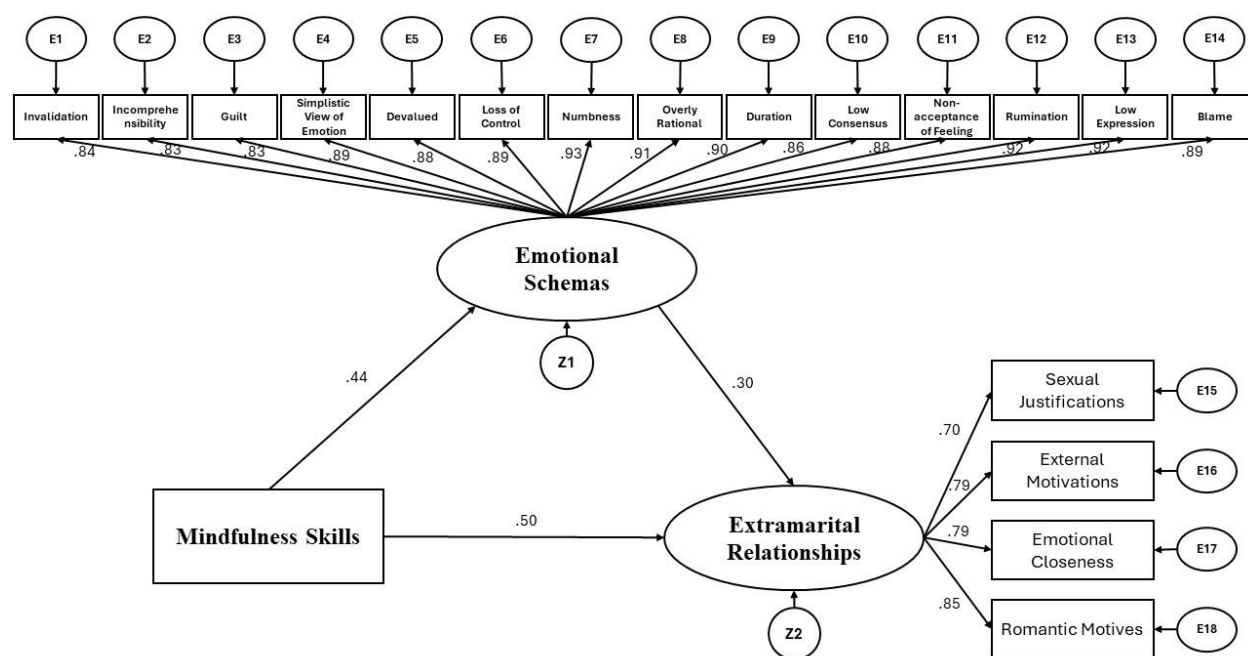 E1 E2 E3 E4 E5 E6 E7 E8 E9 E10 E11 E12 E13 E14
Invalidation
Incomprehe
nsibility
Guilt
Simplistic
View of
Emotion
Devalued
Loss of
Control
Numbness
Overly
Rational
Duration
Low
Consensus
Non-
acceptance
of Feeling
Rumination
Low
Expression
Blame
.84 .83 .83 .89 .88 .89 .93 .91 .90 .86 .88 .92 .92 .89
Emotional
Schemas
Z1
.44
.30
Mindfulness Skills
.50
Extramarital
Relationships
Z2
.70
Sexual
Justifications
E15
.79
External
Motivations
E16
.79
Emotional
Closeness
E17
.85
Romantic Motives
E18